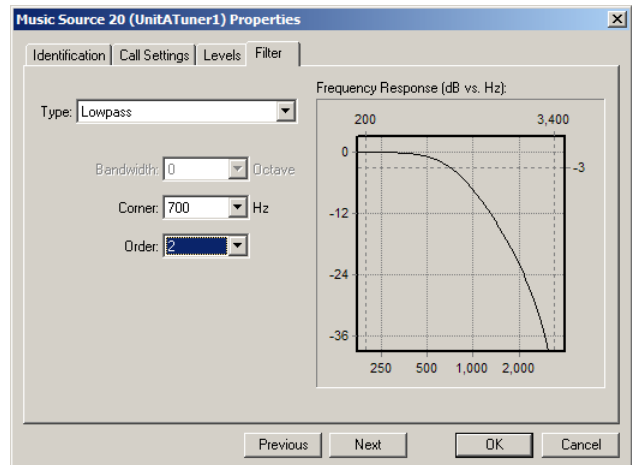 Music Source 20 (UnitATuner1) Properties
Identification Call Settings Levels Filter
Type: Lowpass
Bandwidth: 0 Octave
Corner: 700 Hz
Order: 2
Frequency Response (dB vs. Hz):
200 3,400
0 -3
-12
-24
-36
250 500 1,000 2,000
Previous Next OK Cancel